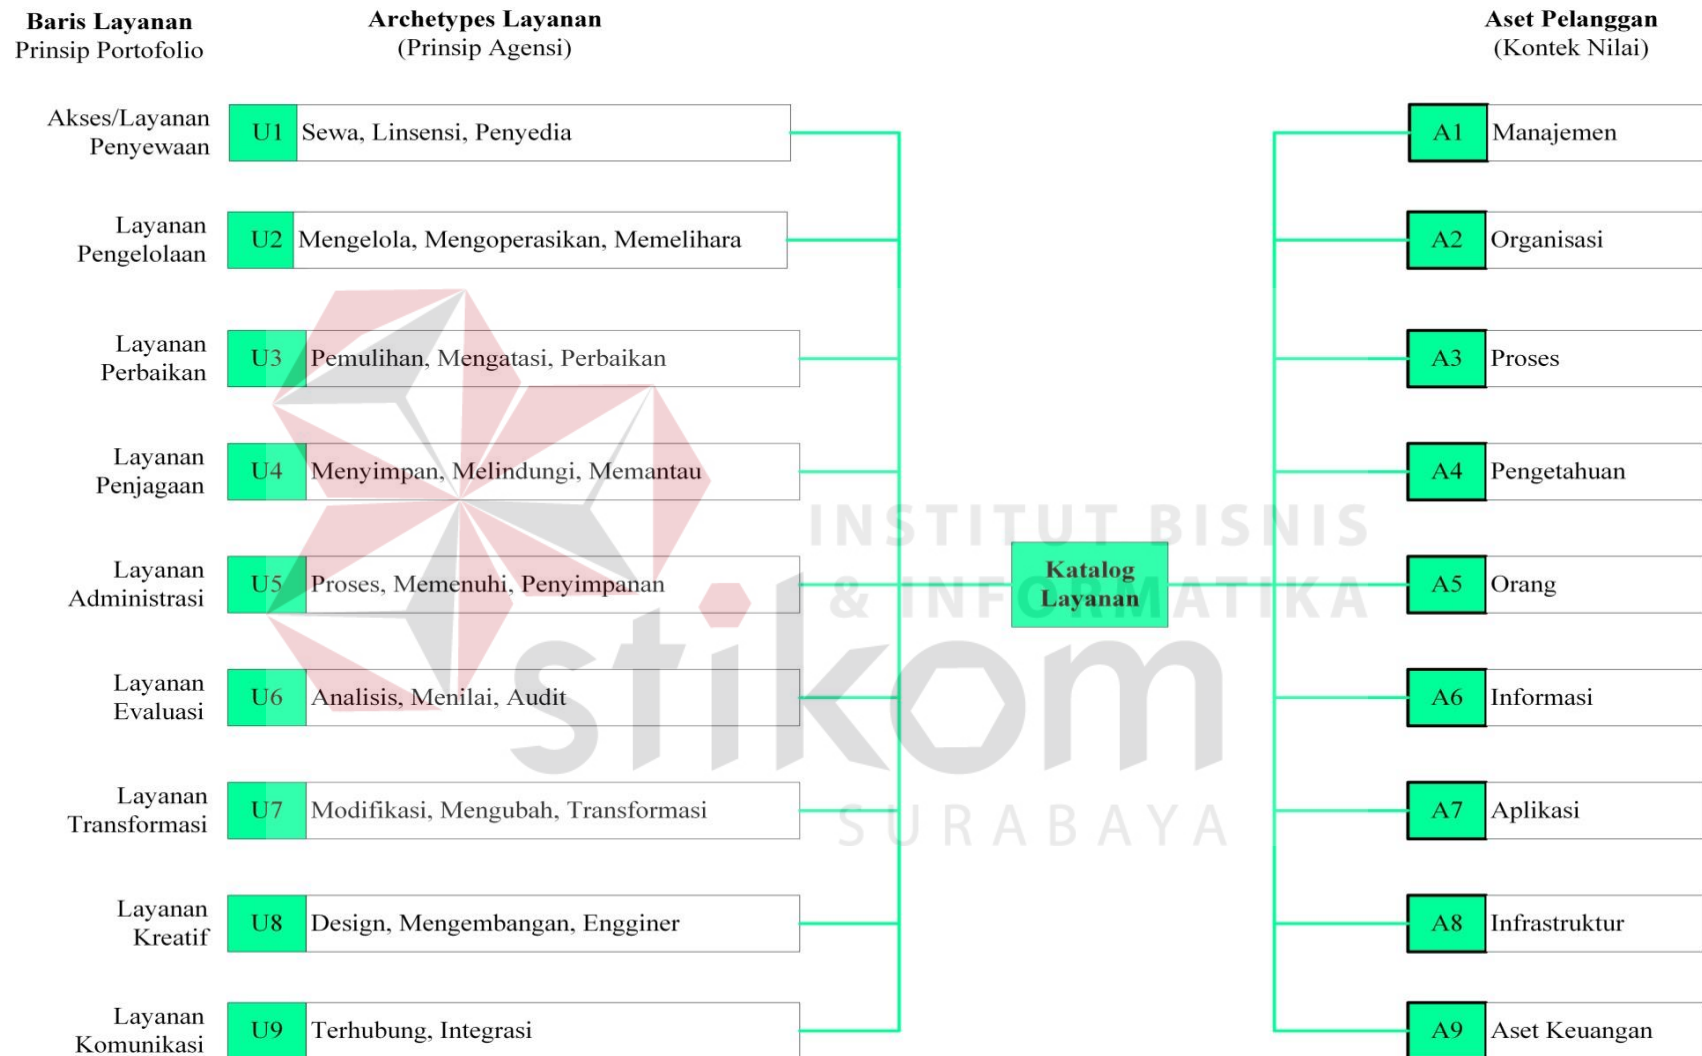 Baris Layanan
Prinsip Portofolio
Archetypes Layanan
(Prinsip Agensi)
Aset Pelanggan
(Kontek Nilai)
Akses/Layanan
Penyewaan
U1 Sewa, Linsensi, Penyedia
A1 Manajemen
Layanan
Pengelolaan
U2 Mengelola, Mengoperasikan, Memelihara
A2 Organisasi
Layanan
Perbaikan
U3 Pemulihan, Mengatasi, Perbaikan
A3 Proses
Layanan
Penjagaan
U4 Menyimpan, Melindungi, Memantau
A4 Pengetahuan
Layanan
Administrasi
U5 Proses, Memenuhi, Penyimpanan
Katalog
Layanan
A5 Orang
Layanan
Evaluasi
U6 Analisis, Menilai, Audit
A6 Informasi
Layanan
Transformasi
U7 Modifikasi, Mengubah, Transformasi
A7 Aplikasi
Layanan
Kreatif
U8 Design, Mengembangan, Engginer
A8 Infrastruktur
Layanan
Komunikasi
U9 Terhubung, Integrasi
A9 Aset Keuangan
INSTITUT BISNIS
& INFORMATIKA
stikom
SURABAYA